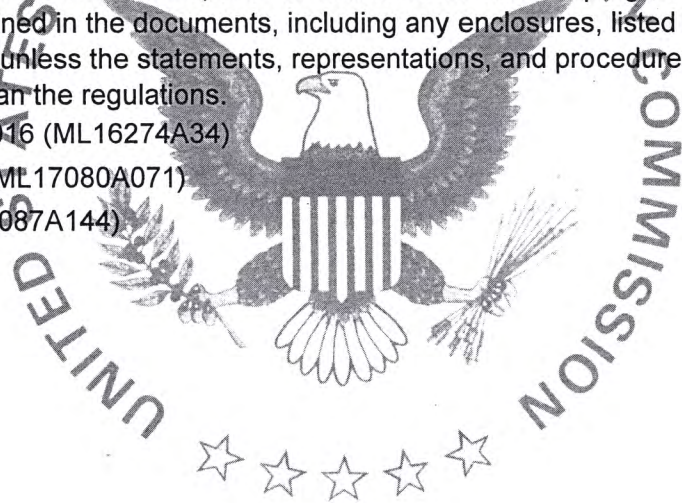 ned in the documents, including any enclosures, listed
unless the statements, representations, and procedure
an the regulations.
016 (ML16274A34)
ML17080A071)
087A144)
UNITED STATES
COMMISSION